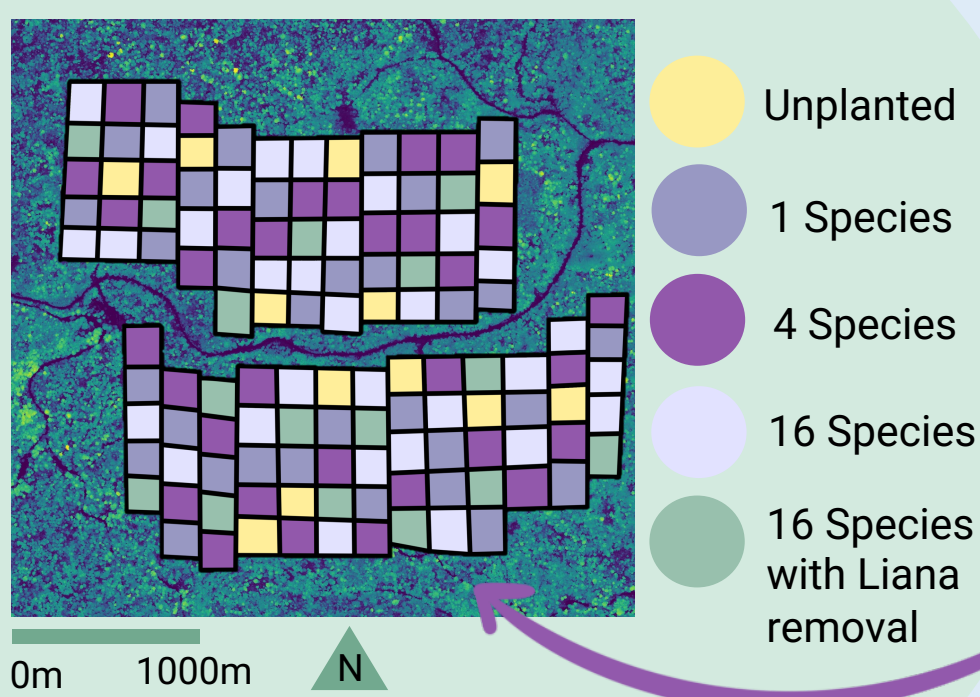 Unplanted
1 Species
4 Species
16 Species
16 Species
with Liana
removal
0m
1000m
N